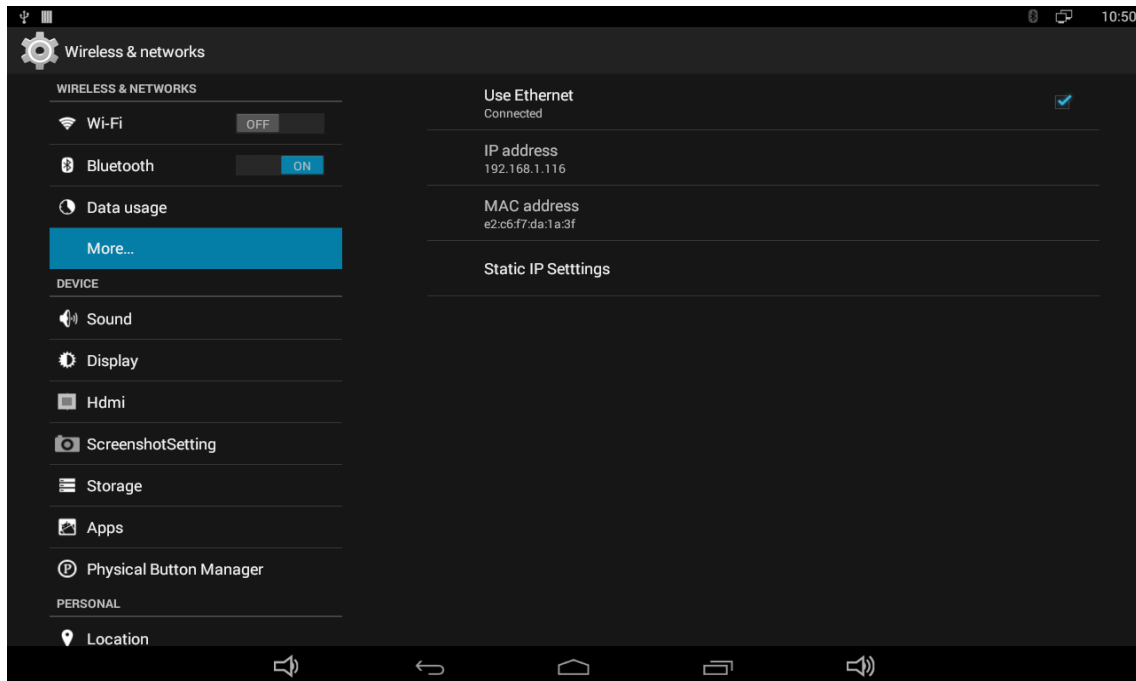 10:50
Wireless & networks
WIRELESS & NETWORKS
Wi-Fi OFF
Bluetooth ON
Data usage
More...
DEVICE
Sound
Display
Hdmi
ScreenshotSetting
Storage
Apps
Physical Button Manager
PERSONAL
Location
Use Ethernet
Connected
IP address
192.168.1.116
MAC address
e2:c6:f7:da:1a:3f
Static IP Setttings